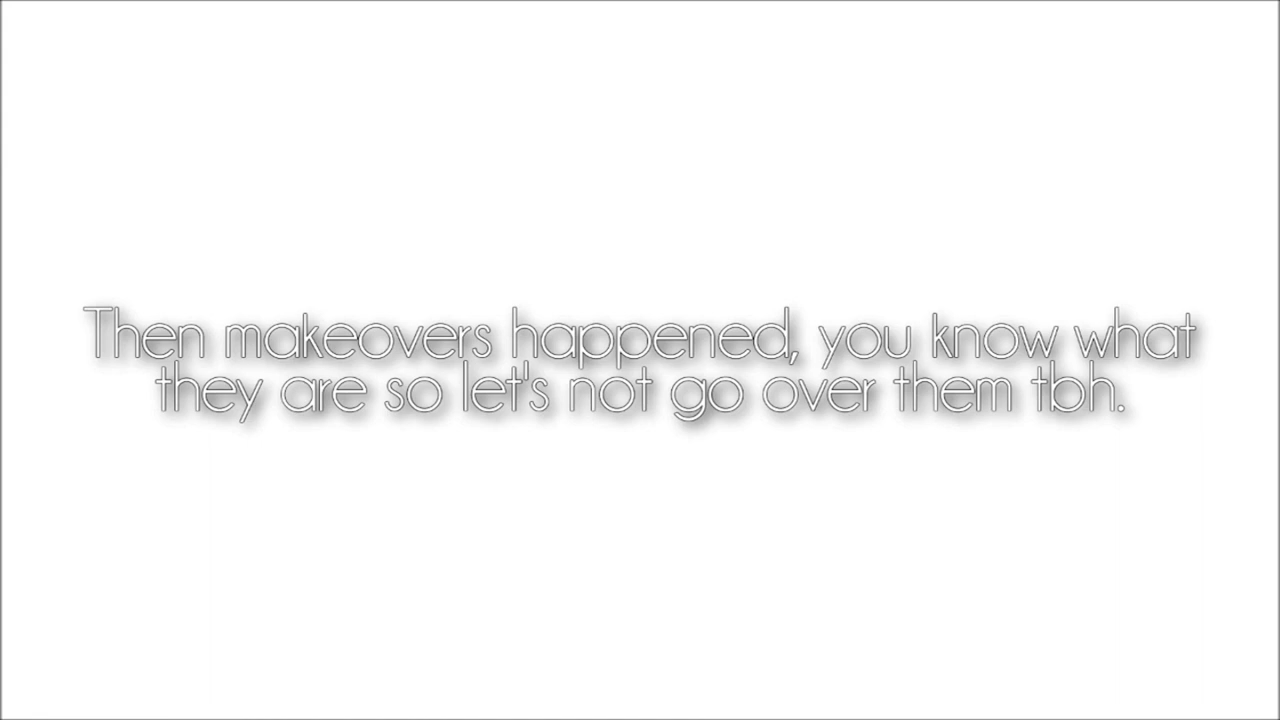 Then makeovers happened, you know what
they are so let's not go over them tbh.